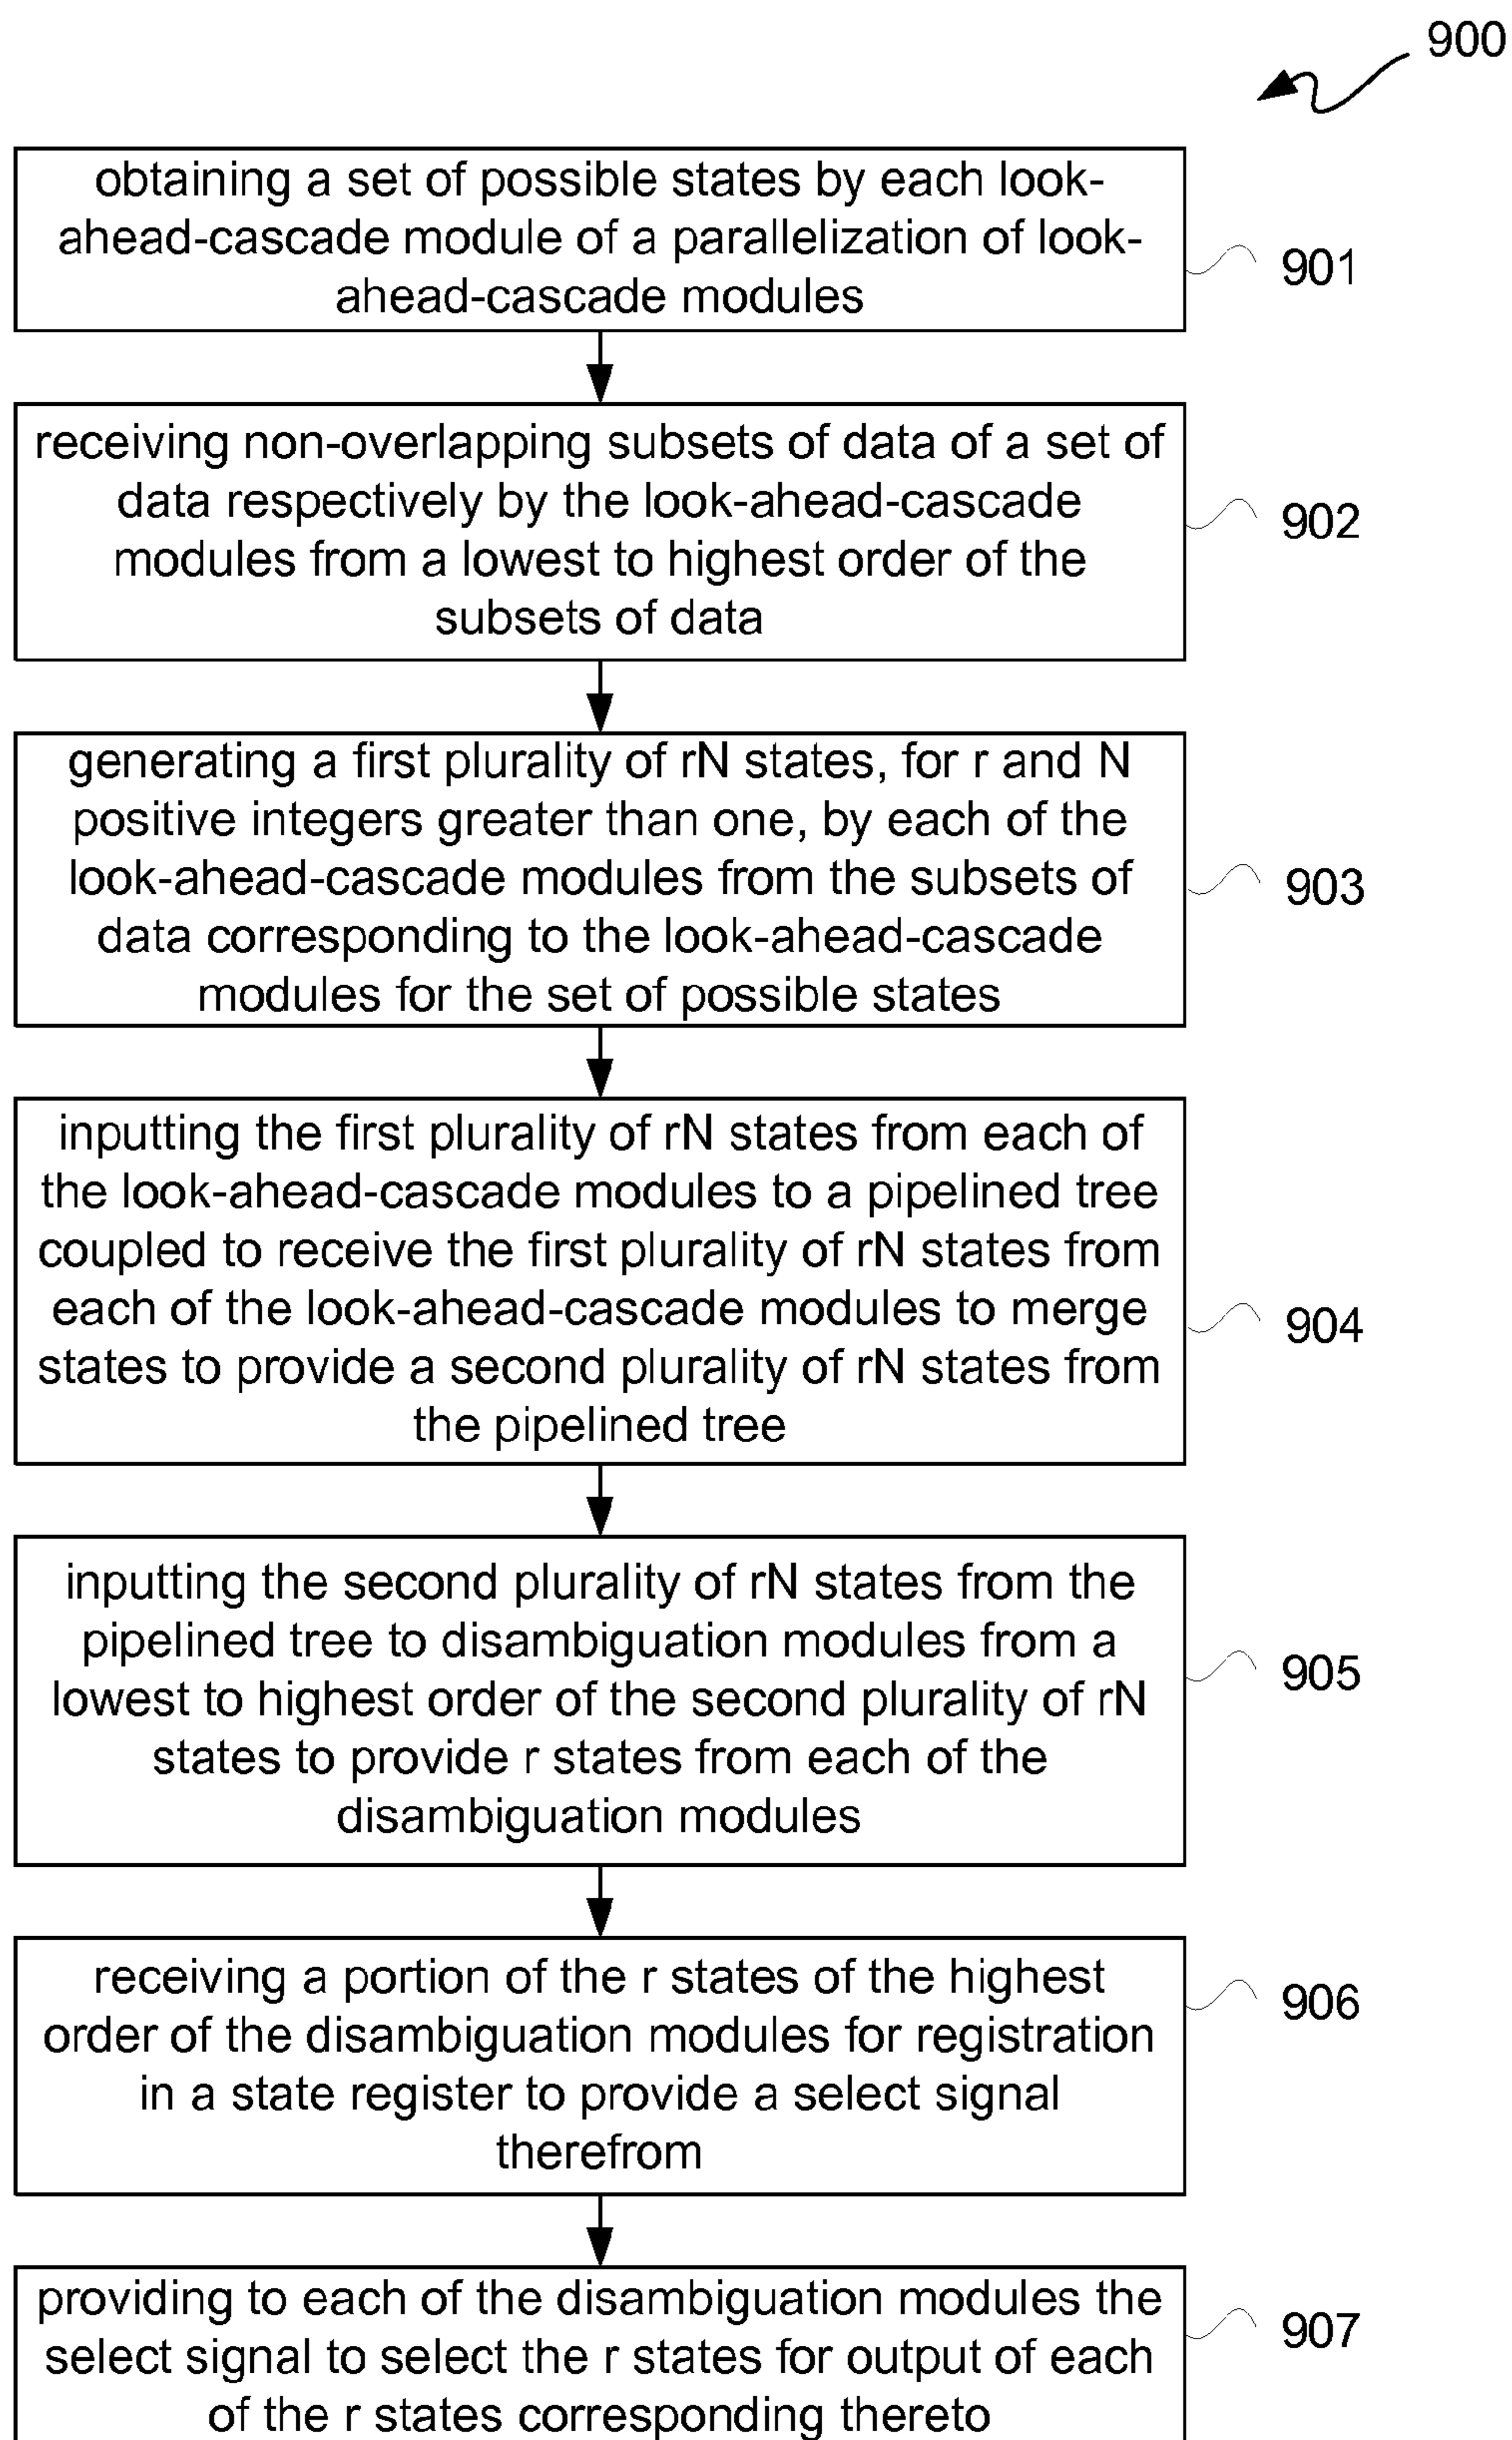 900
obtaining a set of possible states by each look-
ahead-cascade module of a parallelization of look-
ahead-cascade modules
901
receiving non-overlapping subsets of data of a set of
data respectively by the look-ahead-cascade
modules from a lowest to highest order of the
subsets of data
902
generating a first plurality of rN states, for r and N
positive integers greater than one, by each of the
look-ahead-cascade modules from the subsets of
data corresponding to the look-ahead-cascade
modules for the set of possible states
903
inputting the first plurality of rN states from each of
the look-ahead-cascade modules to a pipelined tree
coupled to receive the first plurality of rN states from
each of the look-ahead-cascade modules to merge
states to provide a second plurality of rN states from
the pipelined tree
904
inputting the second plurality of rN states from the
pipelined tree to disambiguation modules from a
lowest to highest order of the second plurality of rN
states to provide r states from each of the
disambiguation modules
905
receiving a portion of the r states of the highest
order of the disambiguation modules for registration
in a state register to provide a select signal
therefrom
906
providing to each of the disambiguation modules the
select signal to select the r states for output of each
of the r states corresponding thereto
907